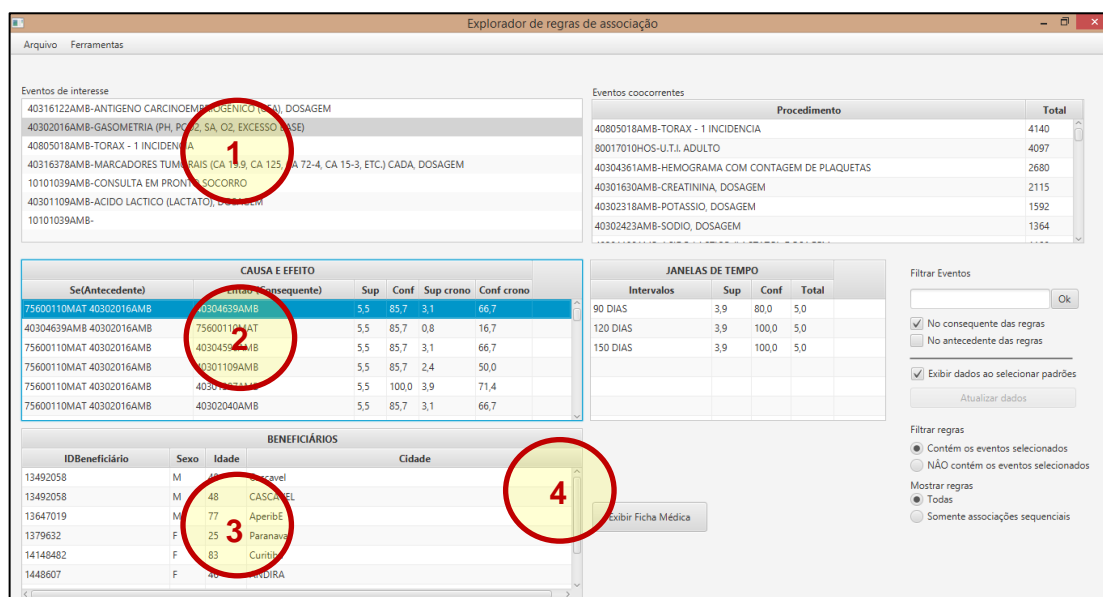 Explorador de regras de associação
Arquivo Ferramentas
Eventos de interesse
40316122AMB-ANTIGENO CARCINOEMBRIOGENICO (CEA), DOSAGEM
40302016AMB-GASOMETRIA (PH, PCO2, SA, O2, EXCESSO BASE)
40805018AMB-TORAX - 1 INCIDENCIA
40316378AMB-MARCADORES TUMORAIS (CA 19.9, CA 125, CA 72-4, CA 15-3, ETC.) CADA, DOSAGEM
10101039AMB-CONSULTA EM PRONTO SOCORRO
40301109AMB-ACIDO LACTICO (LACTATO), DOSAGEM
10101039AMB-
1
Eventos coocorrentes
Procedimento Total
40805018AMB-TORAX - 1 INCIDENCIA 4140
80017010HOS-U.T.I. ADULTO 4097
40304361AMB-HEMOGRAMA COM CONTAGEM DE PLAQUETAS 2680
40301630AMB-CREATININA, DOSAGEM 2115
40302318AMB-POTASSIO, DOSAGEM 1592
40302423AMB-SODIO, DOSAGEM 1364
CAUSA E EFEITO
Se(Antecedente) Então (Consequente) Sup Conf Sup crono Conf crono
75600110MAT 40302016AMB 40304639AMB 5,5 85,7 3,1 66,7
40304639AMB 40302016AMB 75600110MAT 5,5 85,7 0,8 16,7
75600110MAT 40302016AMB 5,5 85,7 3,1 66,7
75600110MAT 40302016AMB 40301109AMB 5,5 85,7 2,4 50,0
75600110MAT 40302016AMB 5,5 100,0 3,9 71,4
75600110MAT 40302016AMB 40302040AMB 5,5 85,7 3,1 66,7
2
JANELAS DE TEMPO
Intervalos Sup Conf Total
90 DIAS 3,9 80,0 5,0
120 DIAS 3,9 100,0 5,0
150 DIAS 3,9 100,0 5,0
Filtrar Eventos
Ok
No consequente das regras
No antecedente das regras
Exibir dados ao selecionar padrões
Atualizar dados
Filtrar regras
Contém os eventos selecionados
NÃO contém os eventos selecionados
Mostrar regras
Todas
Somente associações sequenciais
BENEFICIÁRIOS
IDBeneficiário Sexo Idade Cidade
13492058 M Cascavel
13492058 M 48 CASCAVEL
13647019 M 77 AperibE
1379632 F 25 Paranavaí
14148482 F 83 Curitiba
1448607 F ANDIRA
3
4
Exibir Ficha Médica